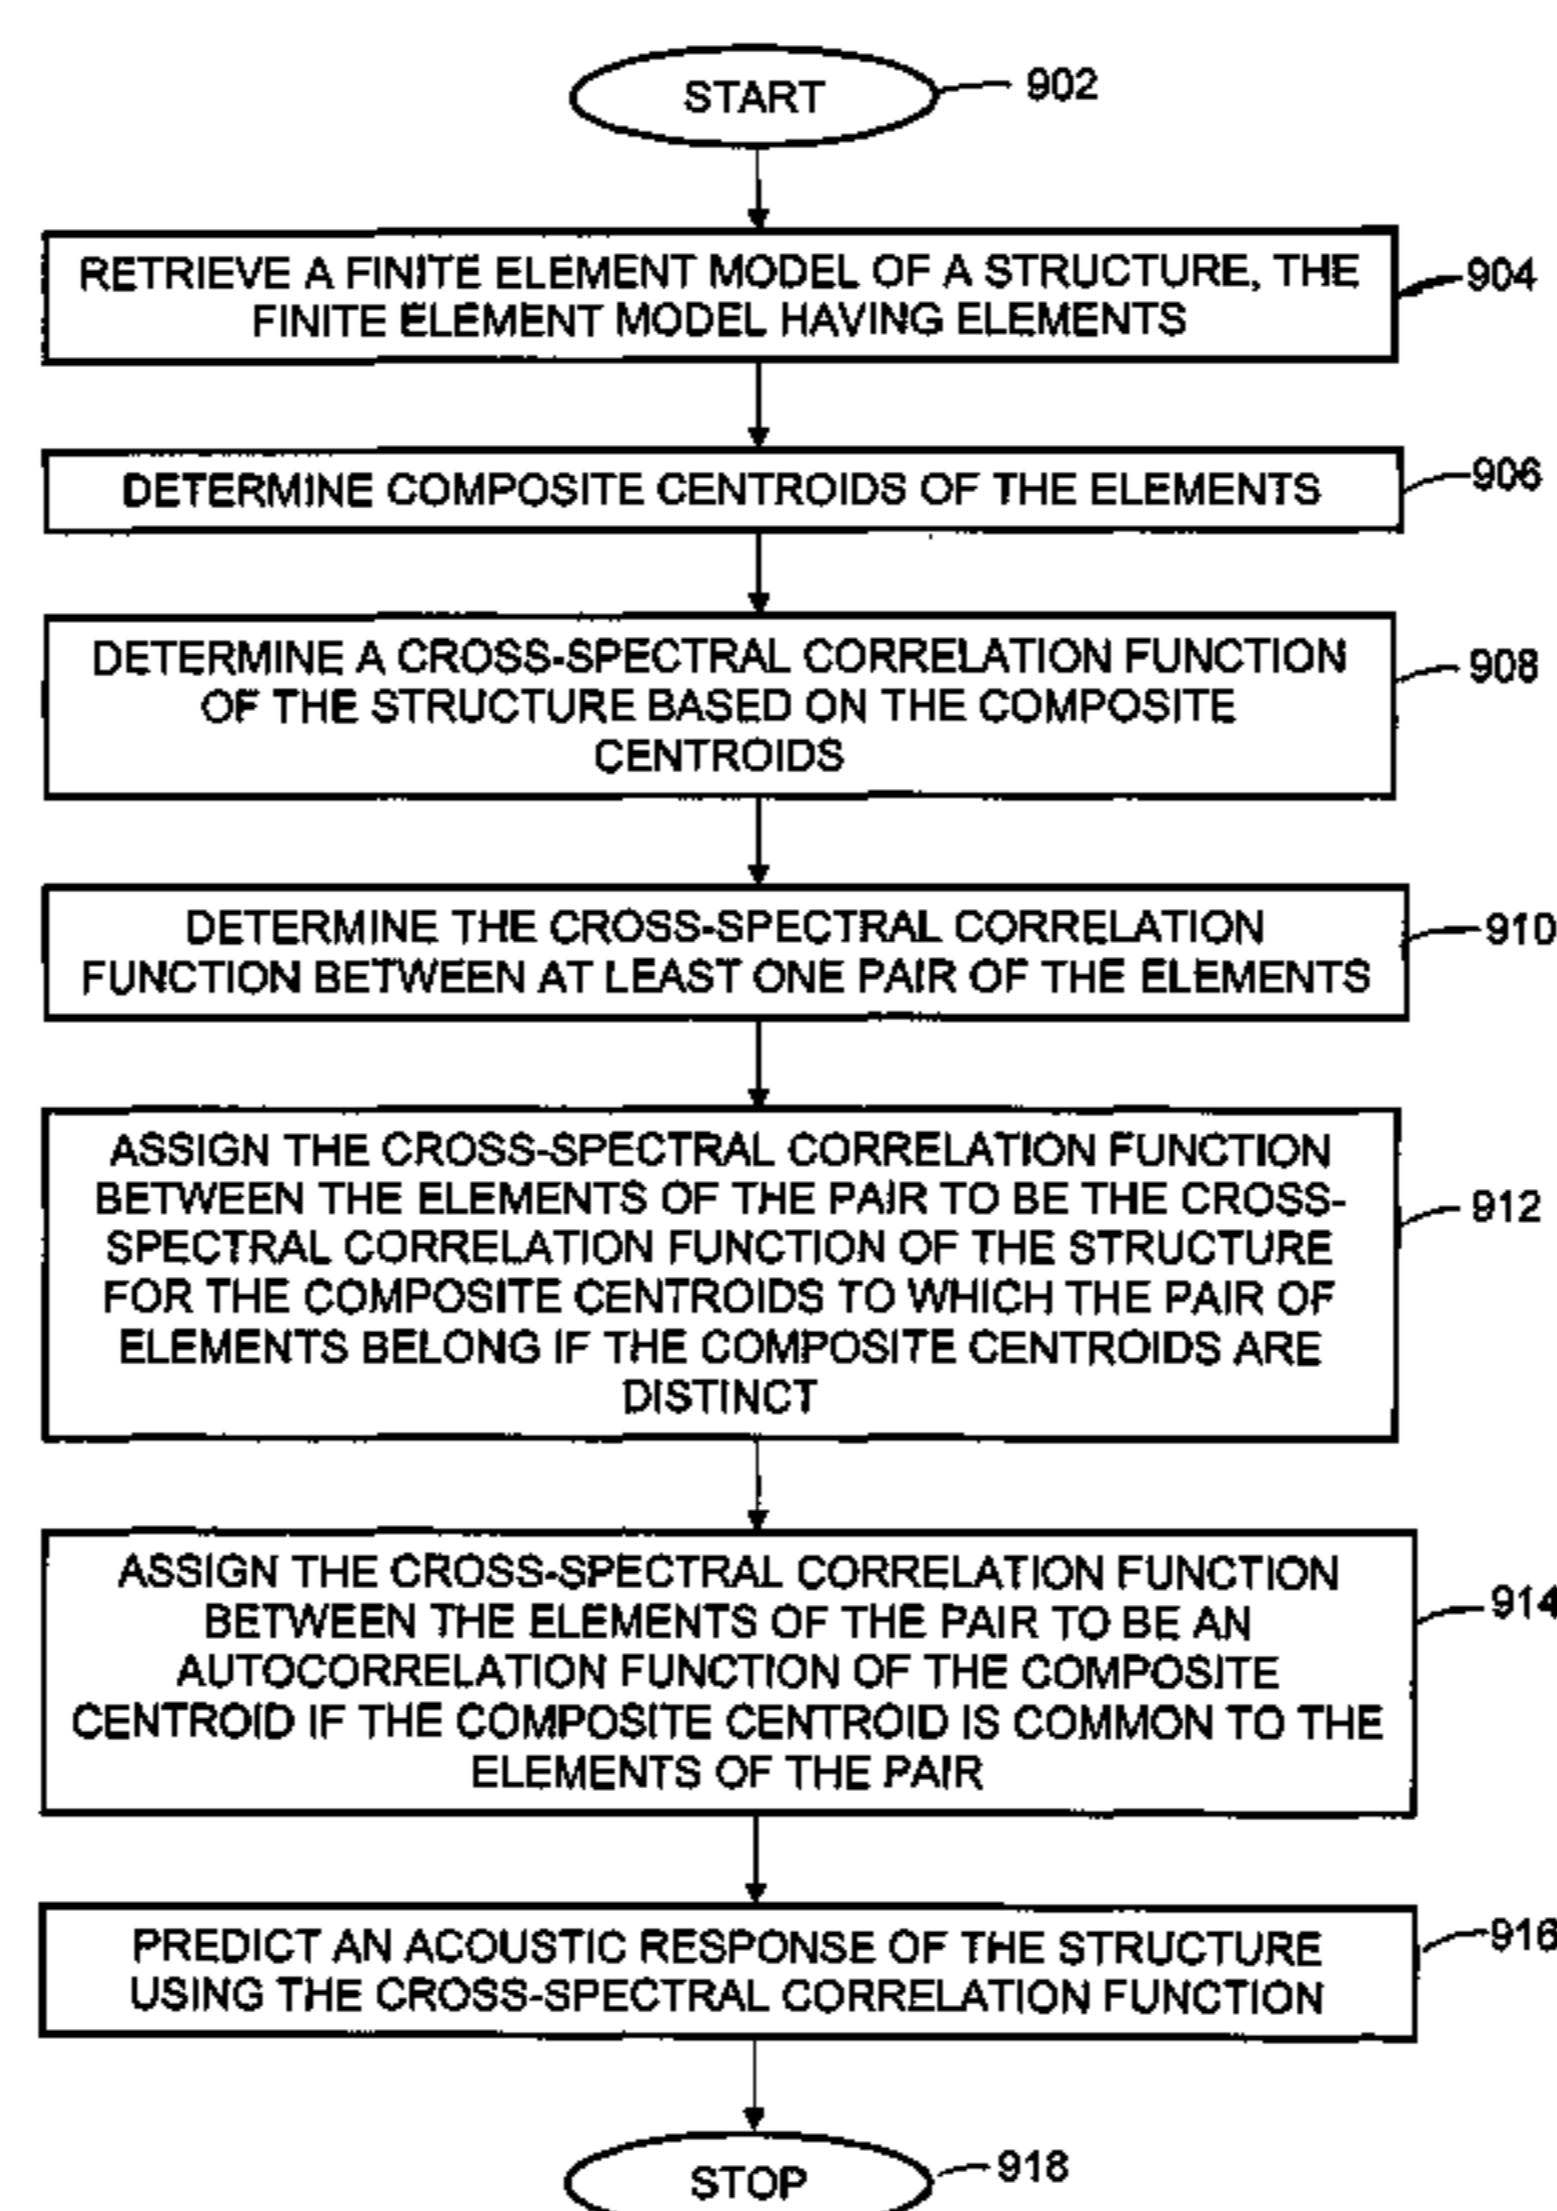 START
902
RETRIEVE A FINITE ELEMENT MODEL OF A STRUCTURE, THE
FINITE ELEMENT MODEL HAVING ELEMENTS
904
DETERMINE COMPOSITE CENTROIDS OF THE ELEMENTS
906
DETERMINE A CROSS-SPECTRAL CORRELATION FUNCTION
OF THE STRUCTURE BASED ON THE COMPOSITE
CENTROIDS
908
DETERMINE THE CROSS-SPECTRAL CORRELATION
FUNCTION BETWEEN AT LEAST ONE PAIR OF THE ELEMENTS
910
ASSIGN THE CROSS-SPECTRAL CORRELATION FUNCTION
BETWEEN THE ELEMENTS OF THE PAIR TO BE THE CROSS-
SPECTRAL CORRELATION FUNCTION OF THE STRUCTURE
FOR THE COMPOSITE CENTROIDS TO WHICH THE PAIR OF
ELEMENTS BELONG IF THE COMPOSITE CENTROIDS ARE
DISTINCT
912
ASSIGN THE CROSS-SPECTRAL CORRELATION FUNCTION
BETWEEN THE ELEMENTS OF THE PAIR TO BE AN
AUTOCORRELATION FUNCTION OF THE COMPOSITE
CENTROID IF THE COMPOSITE CENTROID IS COMMON TO THE
ELEMENTS OF THE PAIR
914
PREDICT AN ACOUSTIC RESPONSE OF THE STRUCTURE
USING THE CROSS-SPECTRAL CORRELATION FUNCTION
916
STOP
918